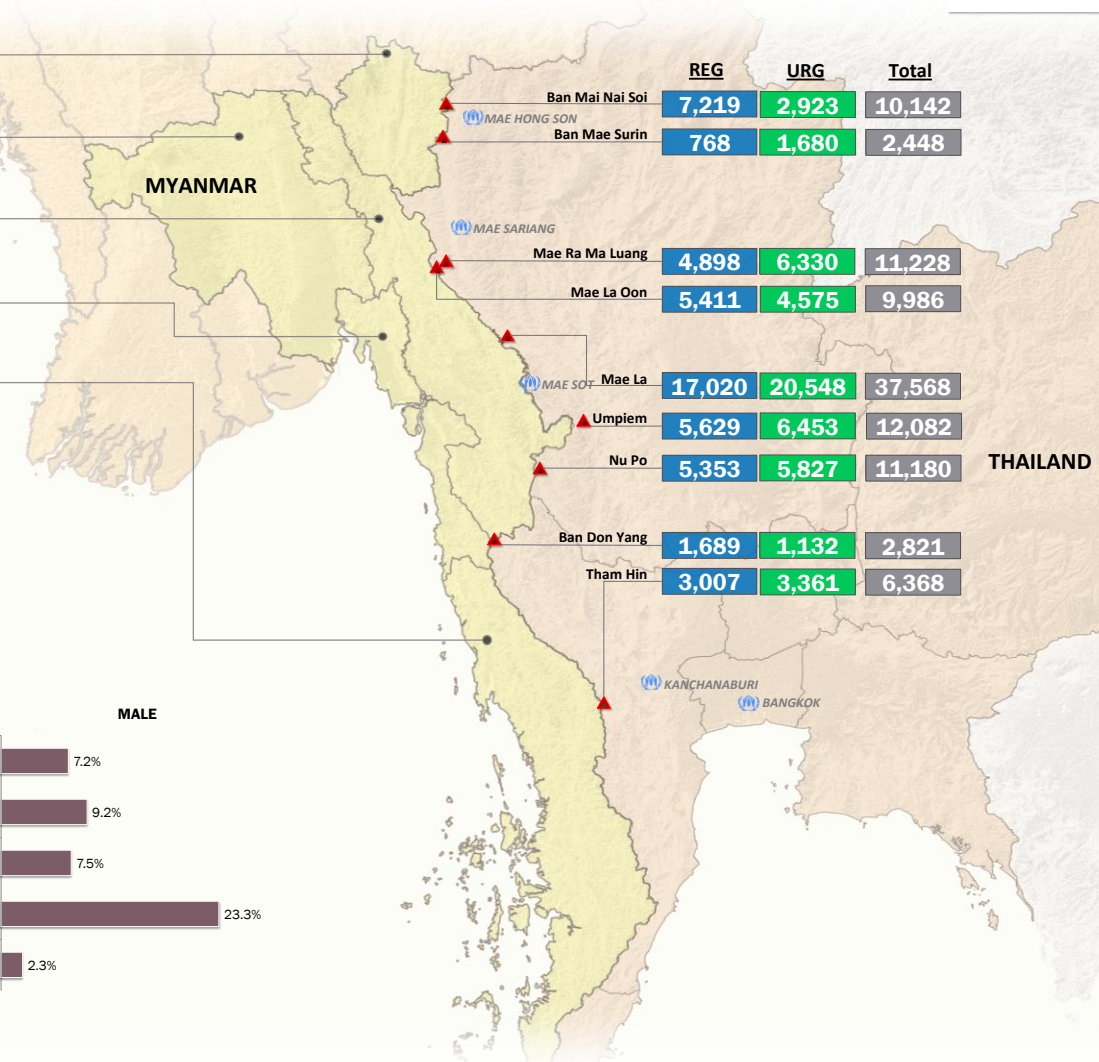 REG URG Total
Ban Mai Nai Soi 7,219 2,923 10,142
MAE HONG SON
Ban Mae Surin 768 1,680 2,448
MYANMAR
MAE SARIANG
Mae Ra Ma Luang 4,898 6,330 11,228
Mae La Oon 5,411 4,575 9,986
MAE SOT
Mae La 17,020 20,548 37,568
Umpiem 5,629 6,453 12,082
Nu Po 5,353 5,827 11,180
THAILAND
Ban Don Yang 1,689 1,132 2,821
Tham Hin 3,007 3,361 6,368
KANCHANABURI
BANGKOK
MALE
7.2%
9.2%
7.5%
23.3%
2.3%